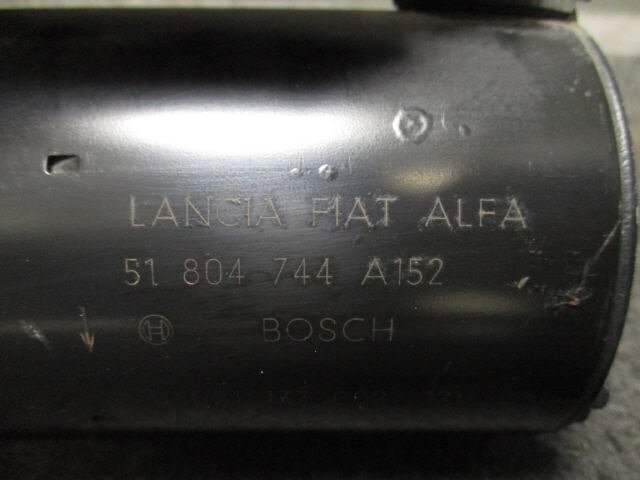 LANCIA FIAT ALFA
51 804 744 A152
BOSCH